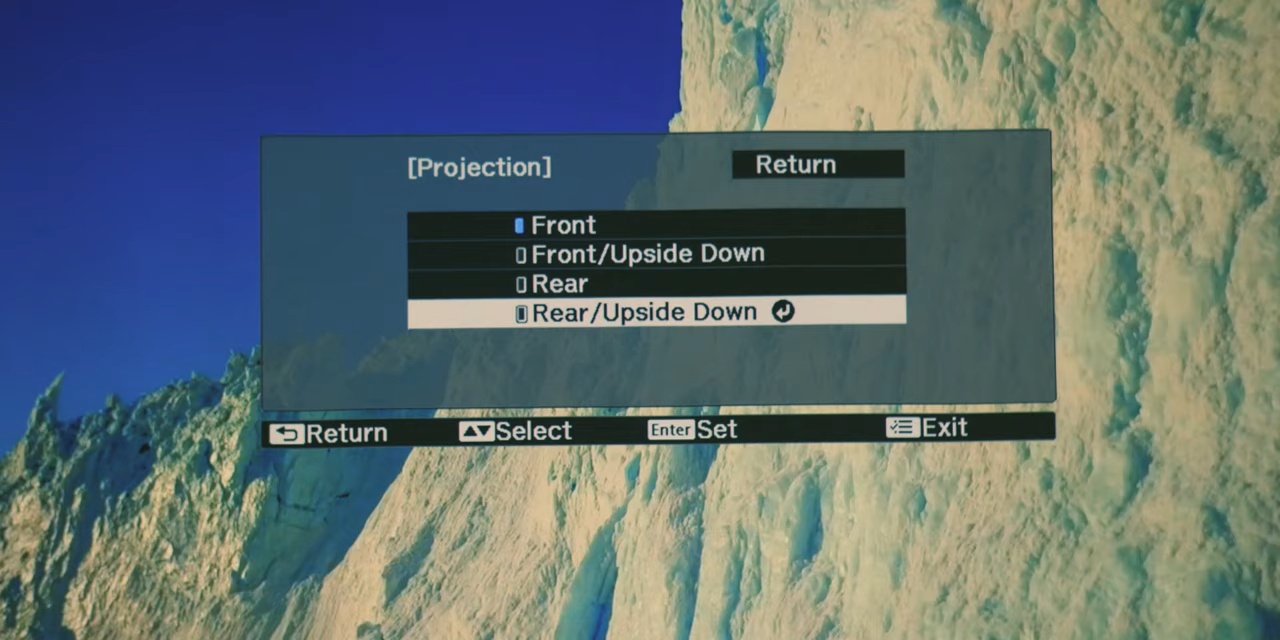 [Projection] Return
Front
Front/Upside Down
Rear
Rear/Upside Down
Return Select Enter Set Exit